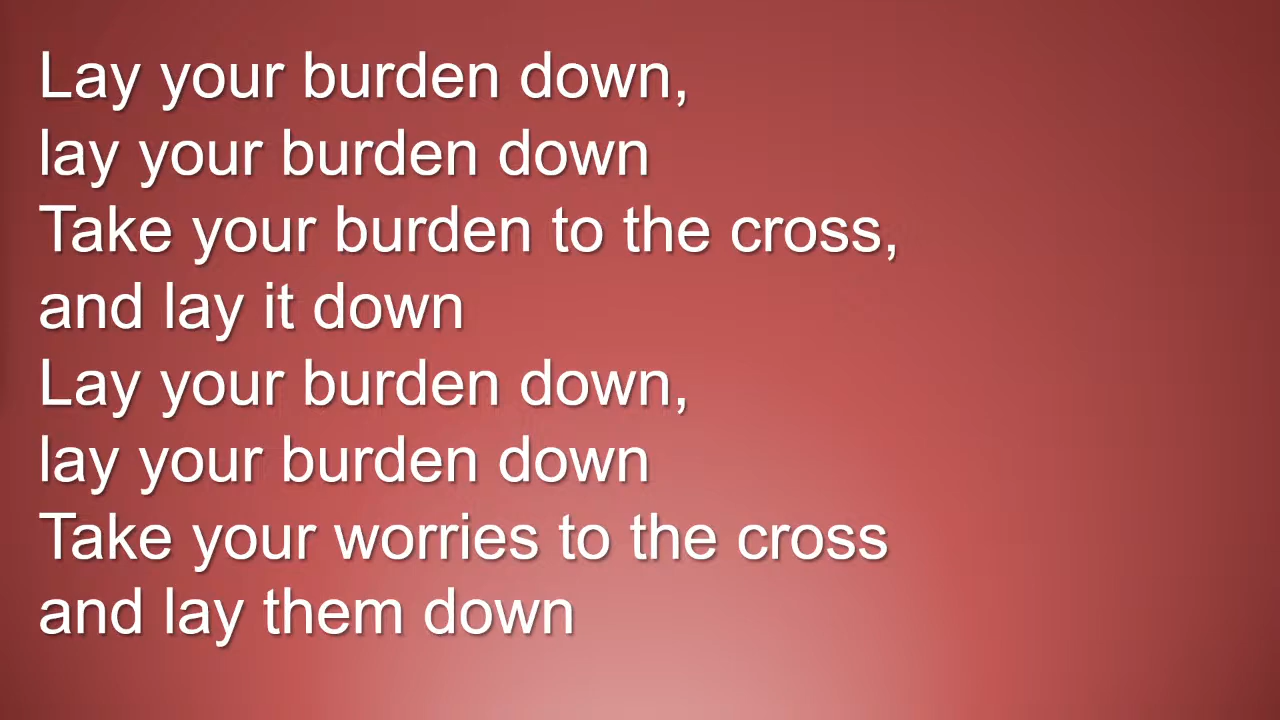 Lay your burden down,
lay your burden down
Take your burden to the cross,
and lay it down
Lay your burden down,
lay your burden down
Take your worries to the cross
and lay them down